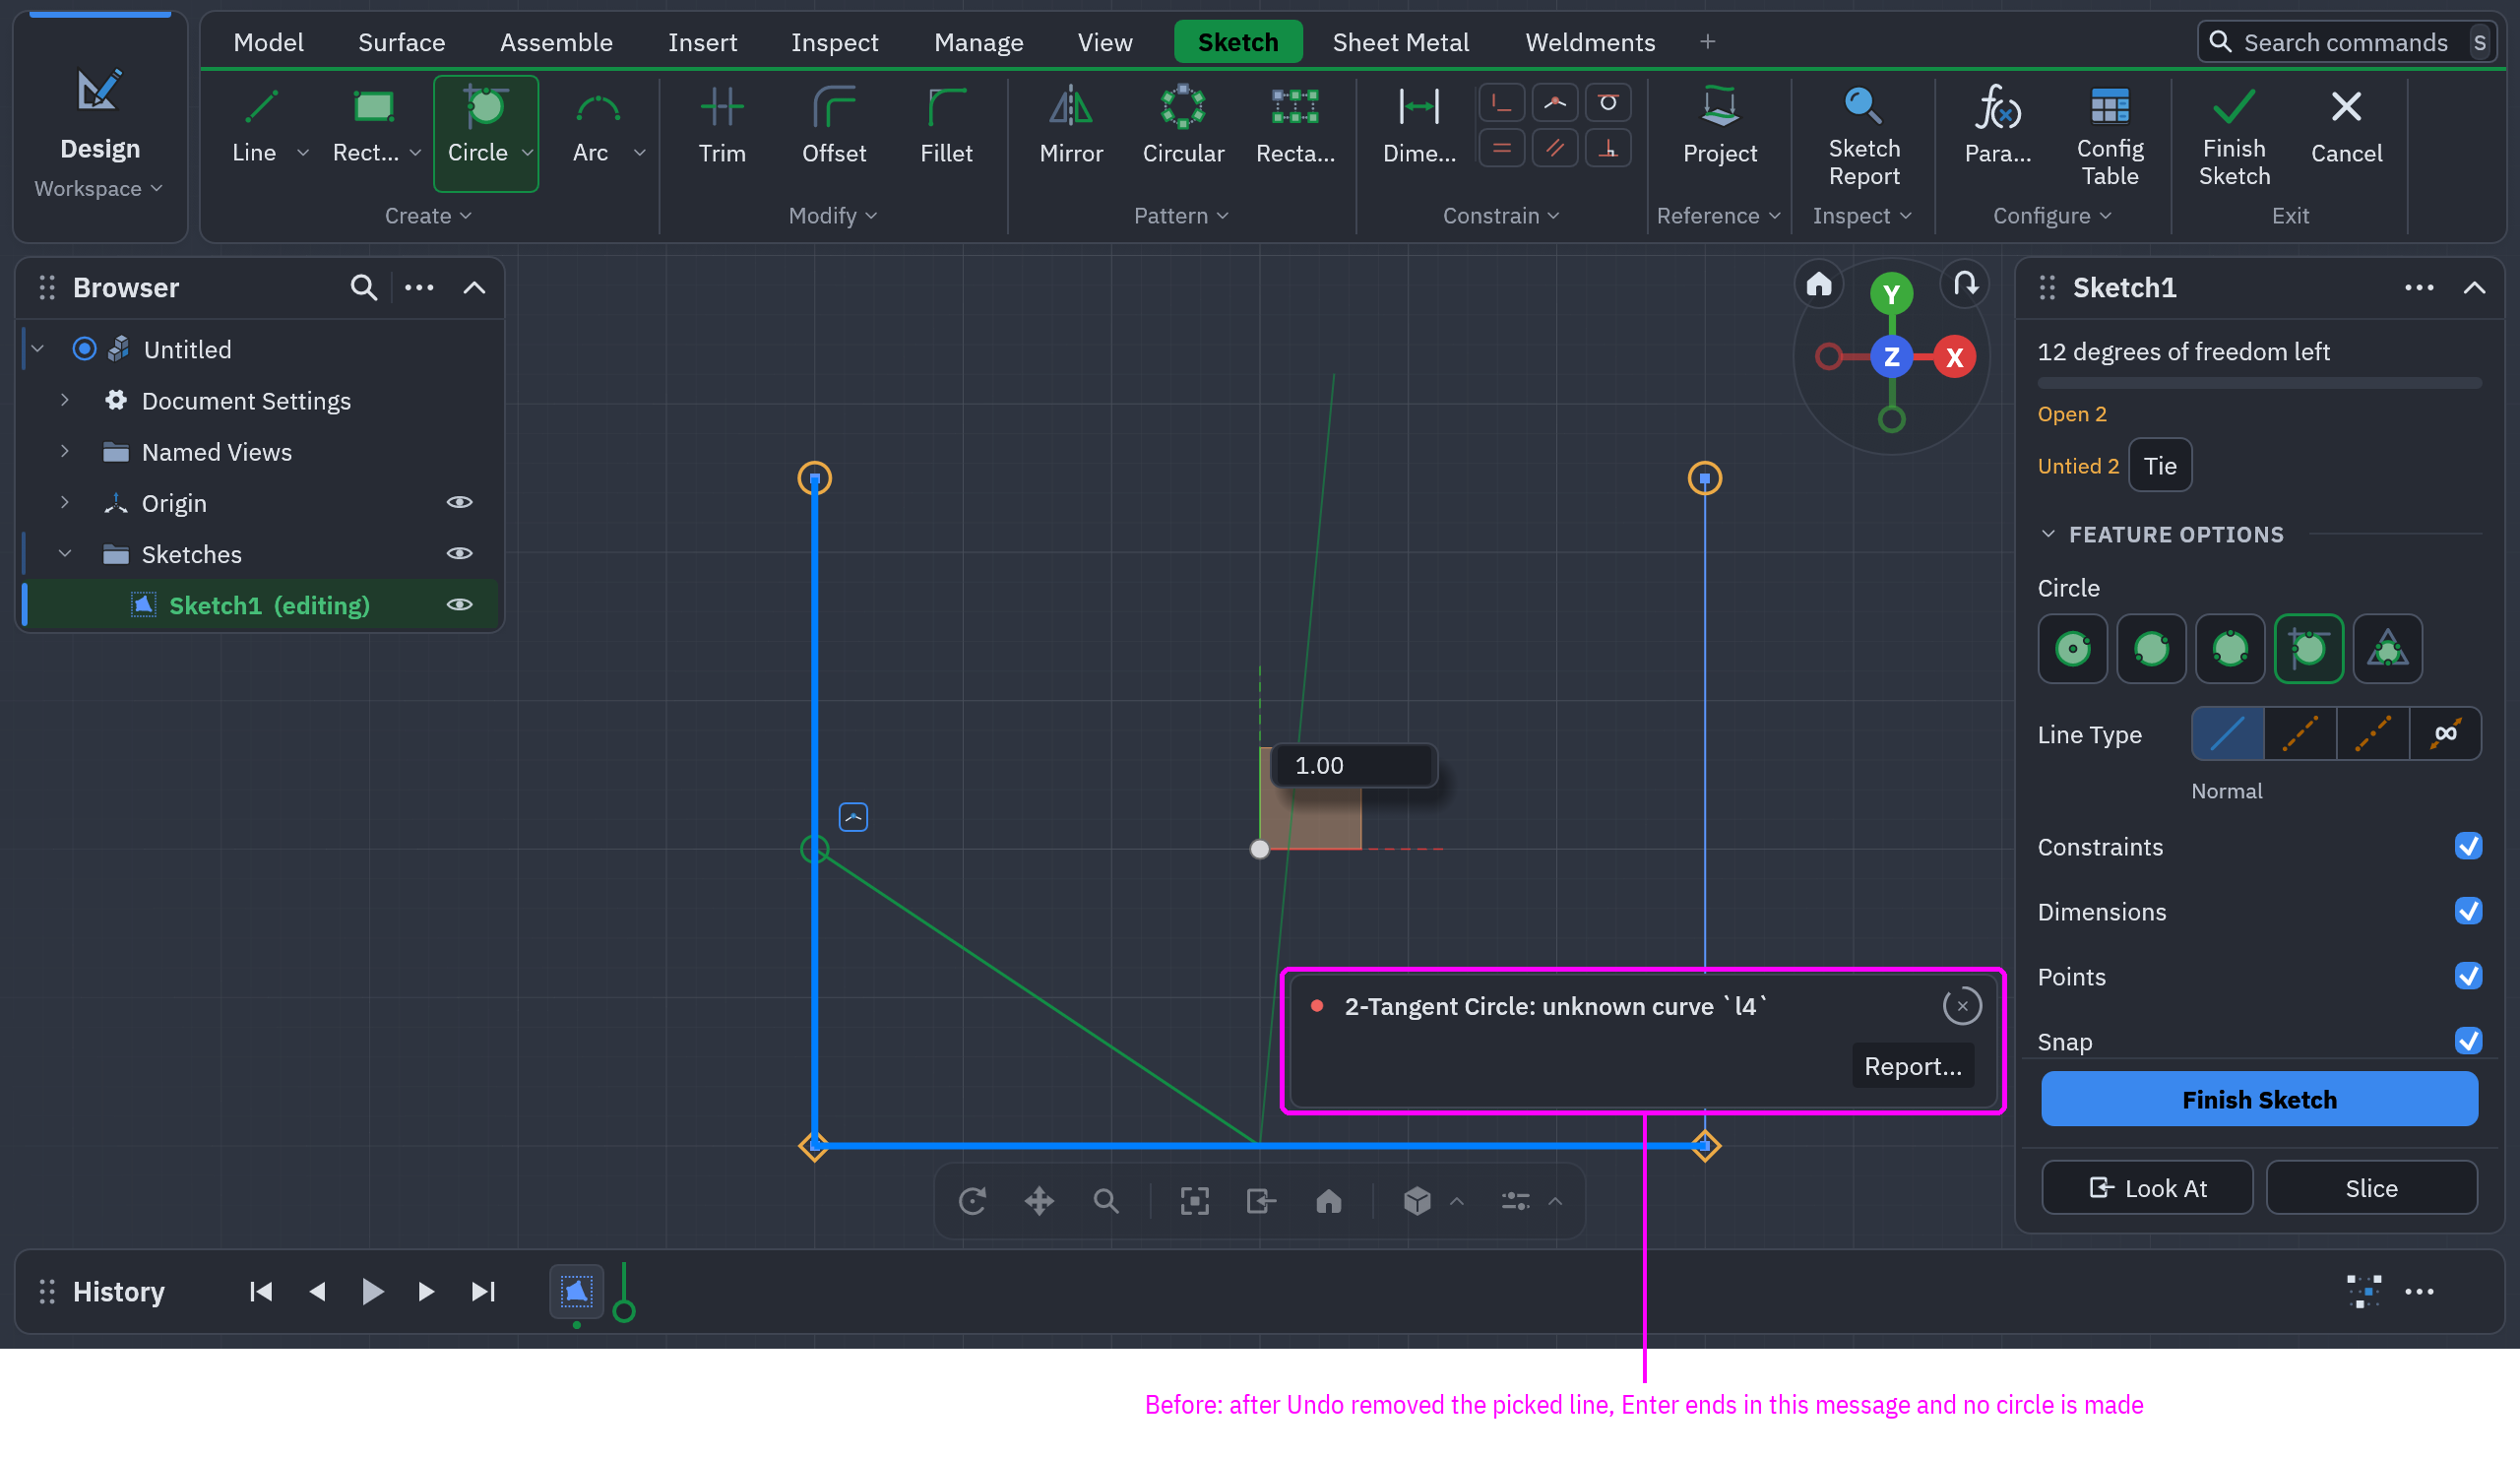 Model Surface Assemble Insert Inspect Manage View Sketch Sheet Metal Weldments + Search commands S
Design
Workspace
Line Rect... Circle Arc Trim Offset Fillet Mirror Circular Recta... Dime... Project Sketch Report Para... Config Table Finish Sketch Cancel
Create Modify Pattern Constrain Reference Inspect Configure Exit
Browser
Untitled
Document Settings
Named Views
Origin
Sketches
Sketch1 (editing)
Y
Z X
1.00
2-Tangent Circle: unknown curve `l4`
Report...
Sketch1
12 degrees of freedom left
Open 2
Untied 2 Tie
FEATURE OPTIONS
Circle
Line Type
Normal
Constraints
Dimensions
Points
Snap
Finish Sketch
Look At Slice
History
Before: after Undo removed the picked line, Enter ends in this message and no circle is made